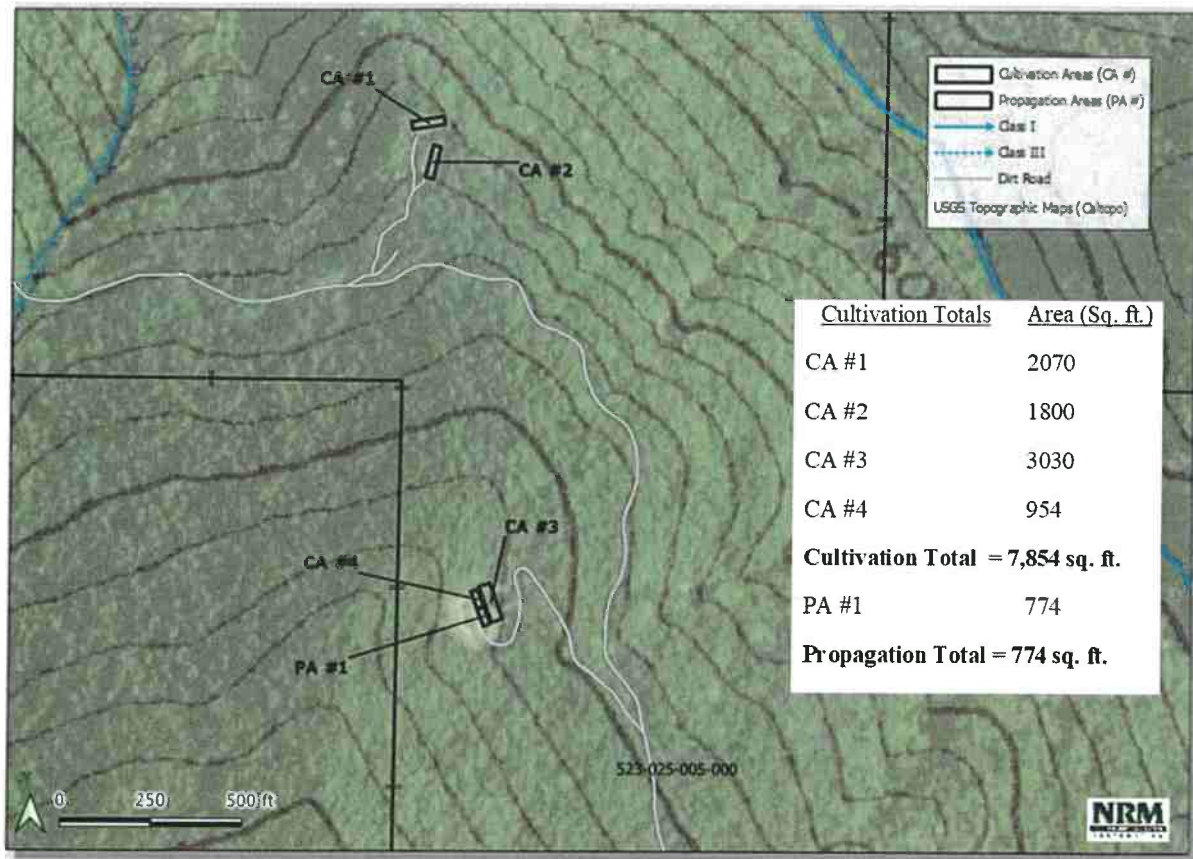 CA #1
CA #2
Cultivation Areas (CA #)
Propagation Areas (PA #)
Class I
Class III
Dirt Road
USGS Topographic Maps (Caltopo)
Cultivation Totals Area (Sq. ft.)
CA #1 2070
CA #2 1800
CA #3 3030
CA #4 954
Cultivation Total = 7,854 sq. ft.
PA #1 774
Propagation Total = 774 sq. ft.
CA #3
CA #4
PA #1
523-025-005-000
0 250 500 ft
NRM